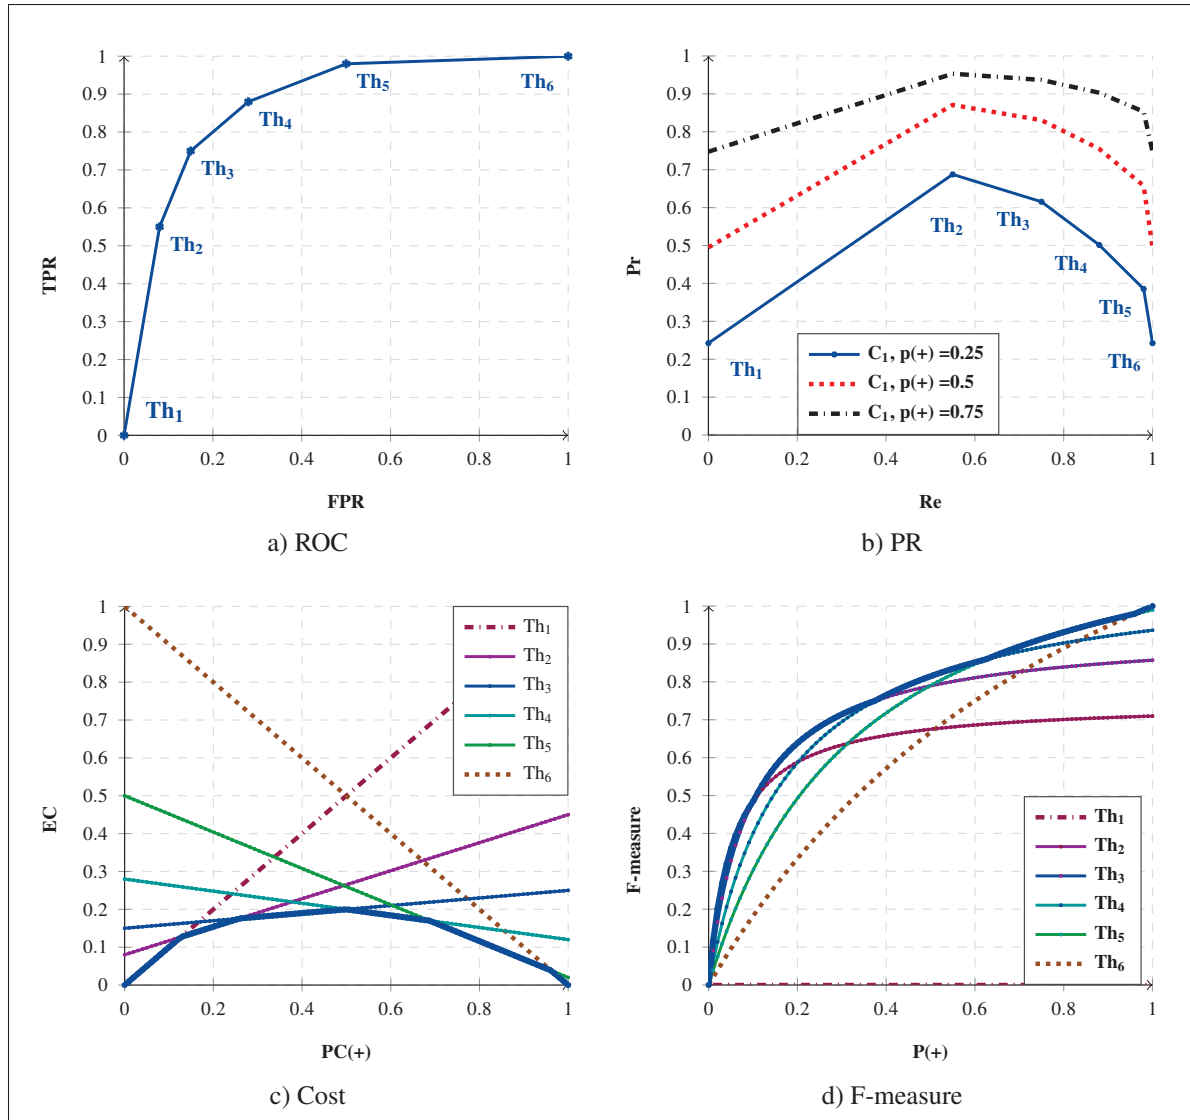 1
0.9
0.8
0.7
0.6
0.5
0.4
0.3
0.2
0.1
0
TPR
Th1
Th2
Th3
Th4
Th5
Th6
0 0.2 0.4 0.6 0.8 1
FPR
a) ROC
1
0.9
0.8
0.7
0.6
0.5
0.4
0.3
0.2
0.1
0
Pr
Th1
Th2
Th3
Th4
Th5
Th6
C1, p(+) =0.25
C1, p(+) =0.5
C1, p(+) =0.75
0 0.2 0.4 0.6 0.8 1
Re
b) PR
1
0.9
0.8
0.7
0.6
0.5
0.4
0.3
0.2
0.1
0
EC
Th1
Th2
Th3
Th4
Th5
Th6
0 0.2 0.4 0.6 0.8 1
PC(+)
c) Cost
1
0.9
0.8
0.7
0.6
0.5
0.4
0.3
0.2
0.1
0
F-measure
Th1
Th2
Th3
Th4
Th5
Th6
0 0.2 0.4 0.6 0.8 1
P(+)
d) F-measure